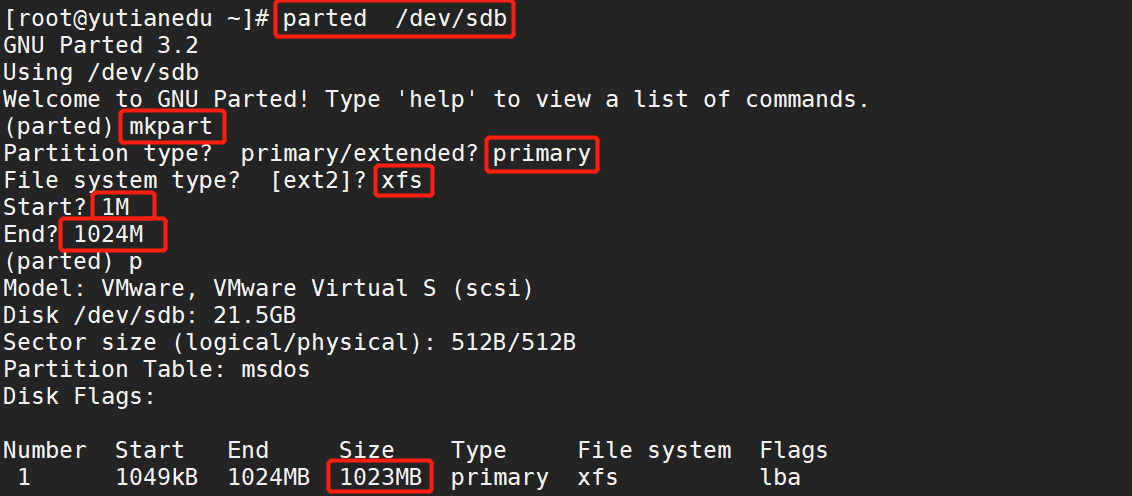 [root@yutianedu ~]# parted  /dev/sdb
GNU Parted 3.2
Using /dev/sdb
Welcome to GNU Parted! Type 'help' to view a list of commands.
(parted) mkpart
Partition type?  primary/extended? primary
File system type?  [ext2]? xfs
Start? 1M
End? 1024M
(parted) p
Model: VMware, VMware Virtual S (scsi)
Disk /dev/sdb: 21.5GB
Sector size (logical/physical): 512B/512B
Partition Table: msdos
Disk Flags:
Number  Start   End     Size    Type     File system  Flags
 1      1049kB  1024MB  1023MB  primary  xfs          lba